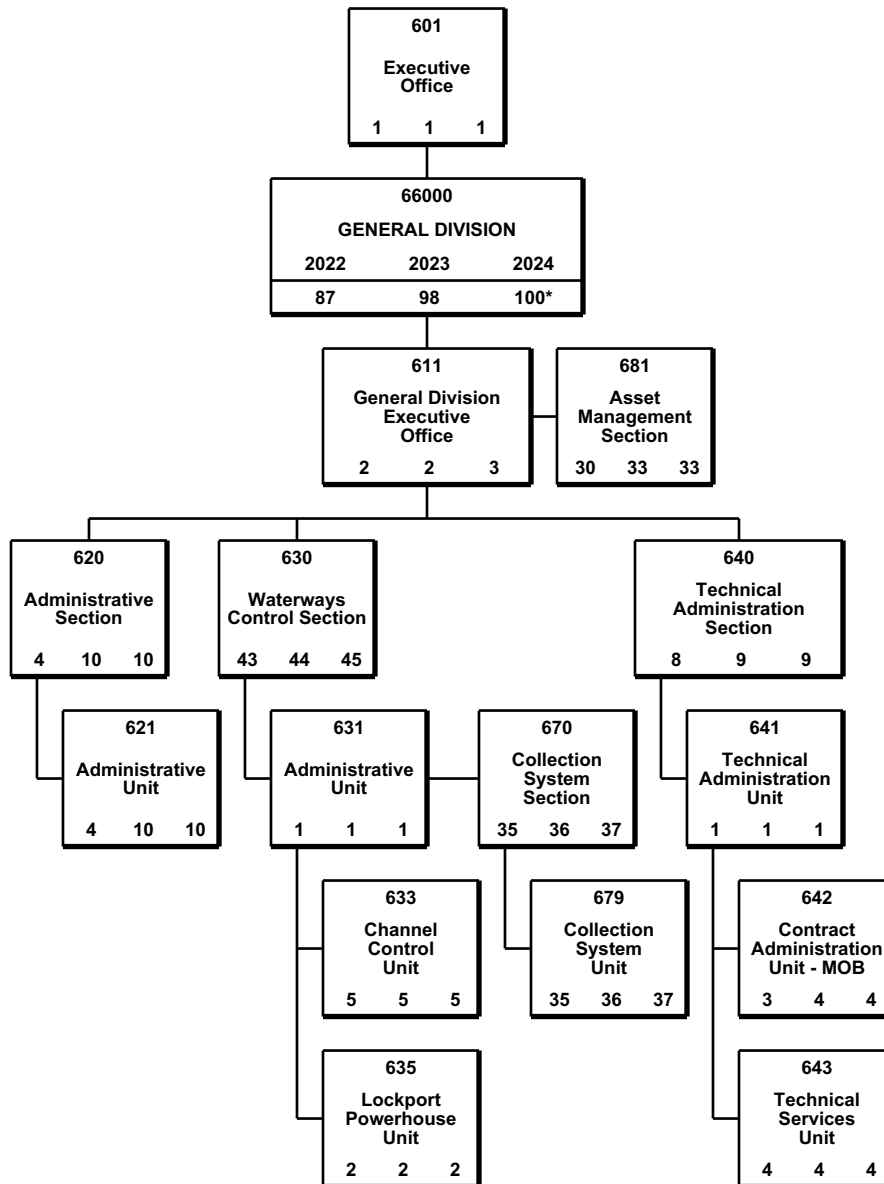 601
Executive
Office
1 1 1
66000
GENERAL DIVISION
2022 2023 2024
87 98 100*
611
General Division
Executive
Office
2 2 3
681
Asset
Management
Section
30 33 33
620
Administrative
Section
4 10 10
630
Waterways
Control Section
43 44 45
640
Technical
Administration
Section
8 9 9
621
Administrative
Unit
4 10 10
631
Administrative
Unit
1 1 1
670
Collection
System
Section
35 36 37
641
Technical
Administration
Unit
1 1 1
633
Channel
Control
Unit
5 5 5
679
Collection
System
Unit
35 36 37
642
Contract
Administration
Unit - MOB
3 4 4
635
Lockport
Powerhouse
Unit
2 2 2
643
Technical
Services
Unit
4 4 4